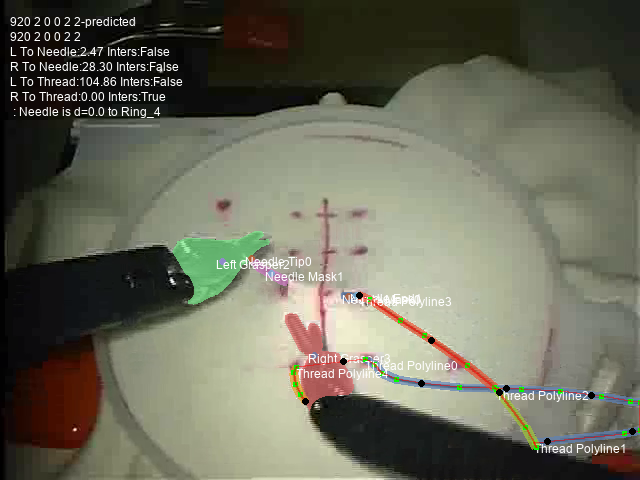 920 2 0 0 2 2-predicted
920 2 0 0 2 2
L To Needle:2.47 Inters:False
R To Needle:28.30 Inters:False
L To Thread:104.86 Inters:False
R To Thread:0.00 Inters:True
: Needle is d=0.0 to Ring_4
Left Grasper2
Needle Tip0
Needle Mask1
Thread Polyline3
Right Grasper3
Thread Polyline0
Thread Polyline2
Thread Polyline1